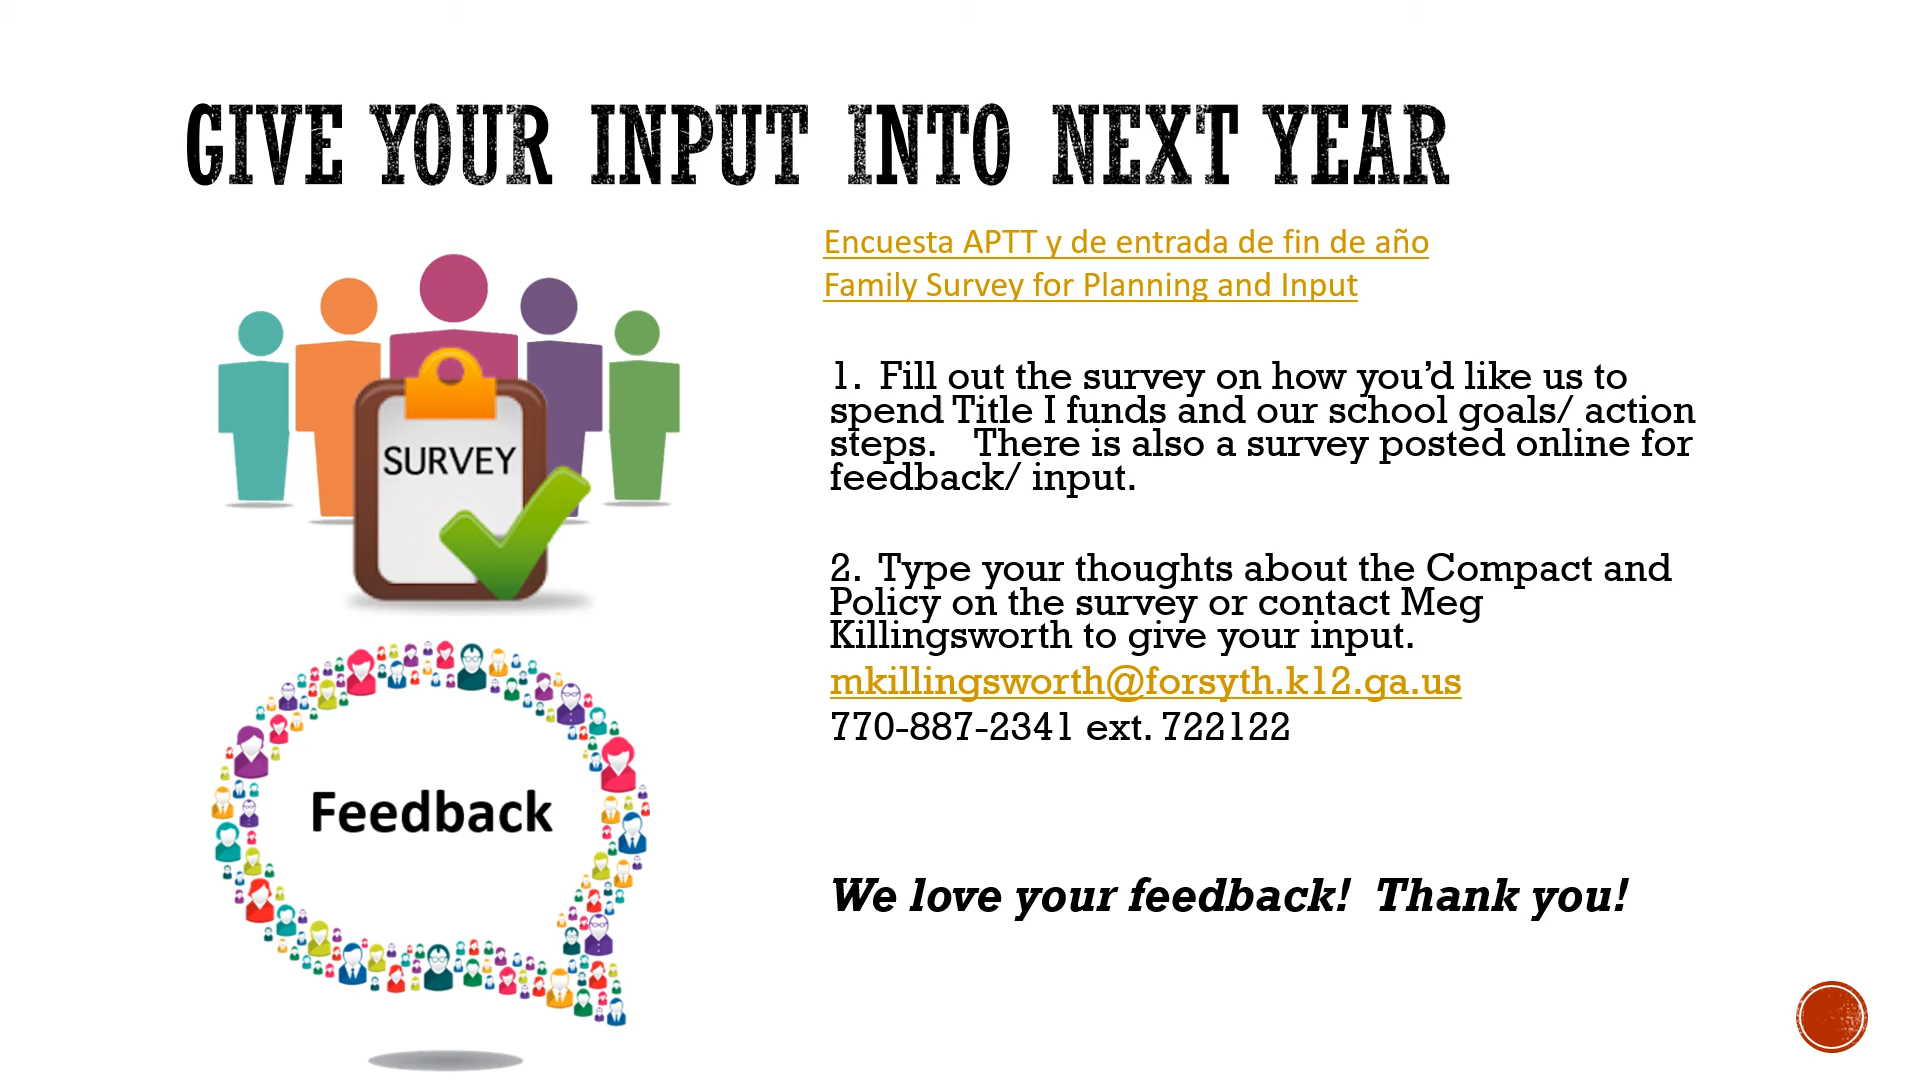 GIVE YOUR INPUT INTO NEXT YEAR
Encuesta APTT y de entrada de fin de año
Family Survey for Planning and Input
SURVEY
1. Fill out the survey on how you’d like us to
spend Title I funds and our school goals/ action
steps. There is also a survey posted online for
feedback/ input.
2. Type your thoughts about the Compact and
Policy on the survey or contact Meg
Killingsworth to give your input.
mkillingsworth@forsyth.k12.ga.us
770-887-2341 ext. 722122
Feedback
We love your feedback! Thank you!